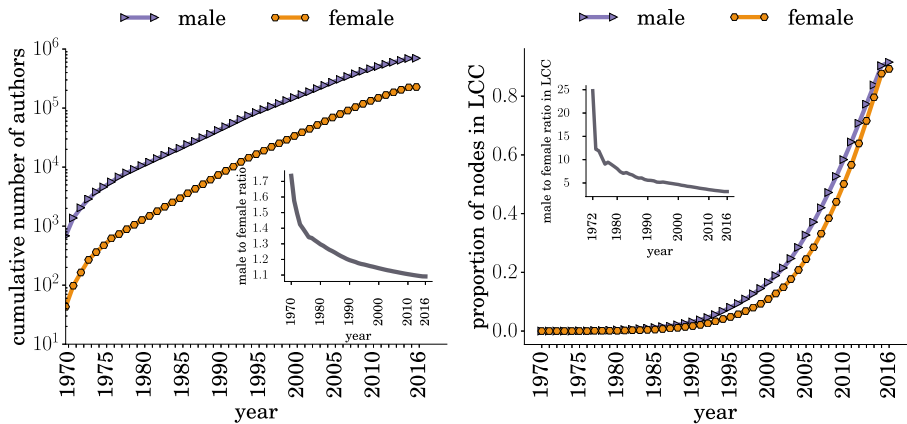 male female
cumulative number of authors
10^6
10^5
10^4
10^3
10^2
10^1
1970 1975 1980 1985 1990 1995 2000 2005 2010 2016
year
male to female ratio
1.7
1.6
1.5
1.4
1.3
1.2
1.1
1970 1980 1990 2000 2010 2016
year
male female
proportion of nodes in LCC
0.8
0.6
0.4
0.2
0.0
1970 1975 1980 1985 1990 1995 2000 2005 2010 2016
year
male to female ratio in LCC
25
20
15
10
5
1972 1980 1990 2000 2010 2016
year